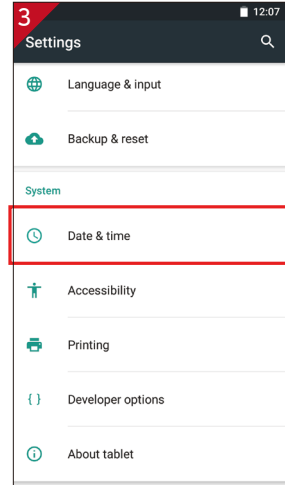 3
12:07
Settings
Language & input
Backup & reset
System
Date & time
Accessibility
Printing
{ } Developer options
About tablet